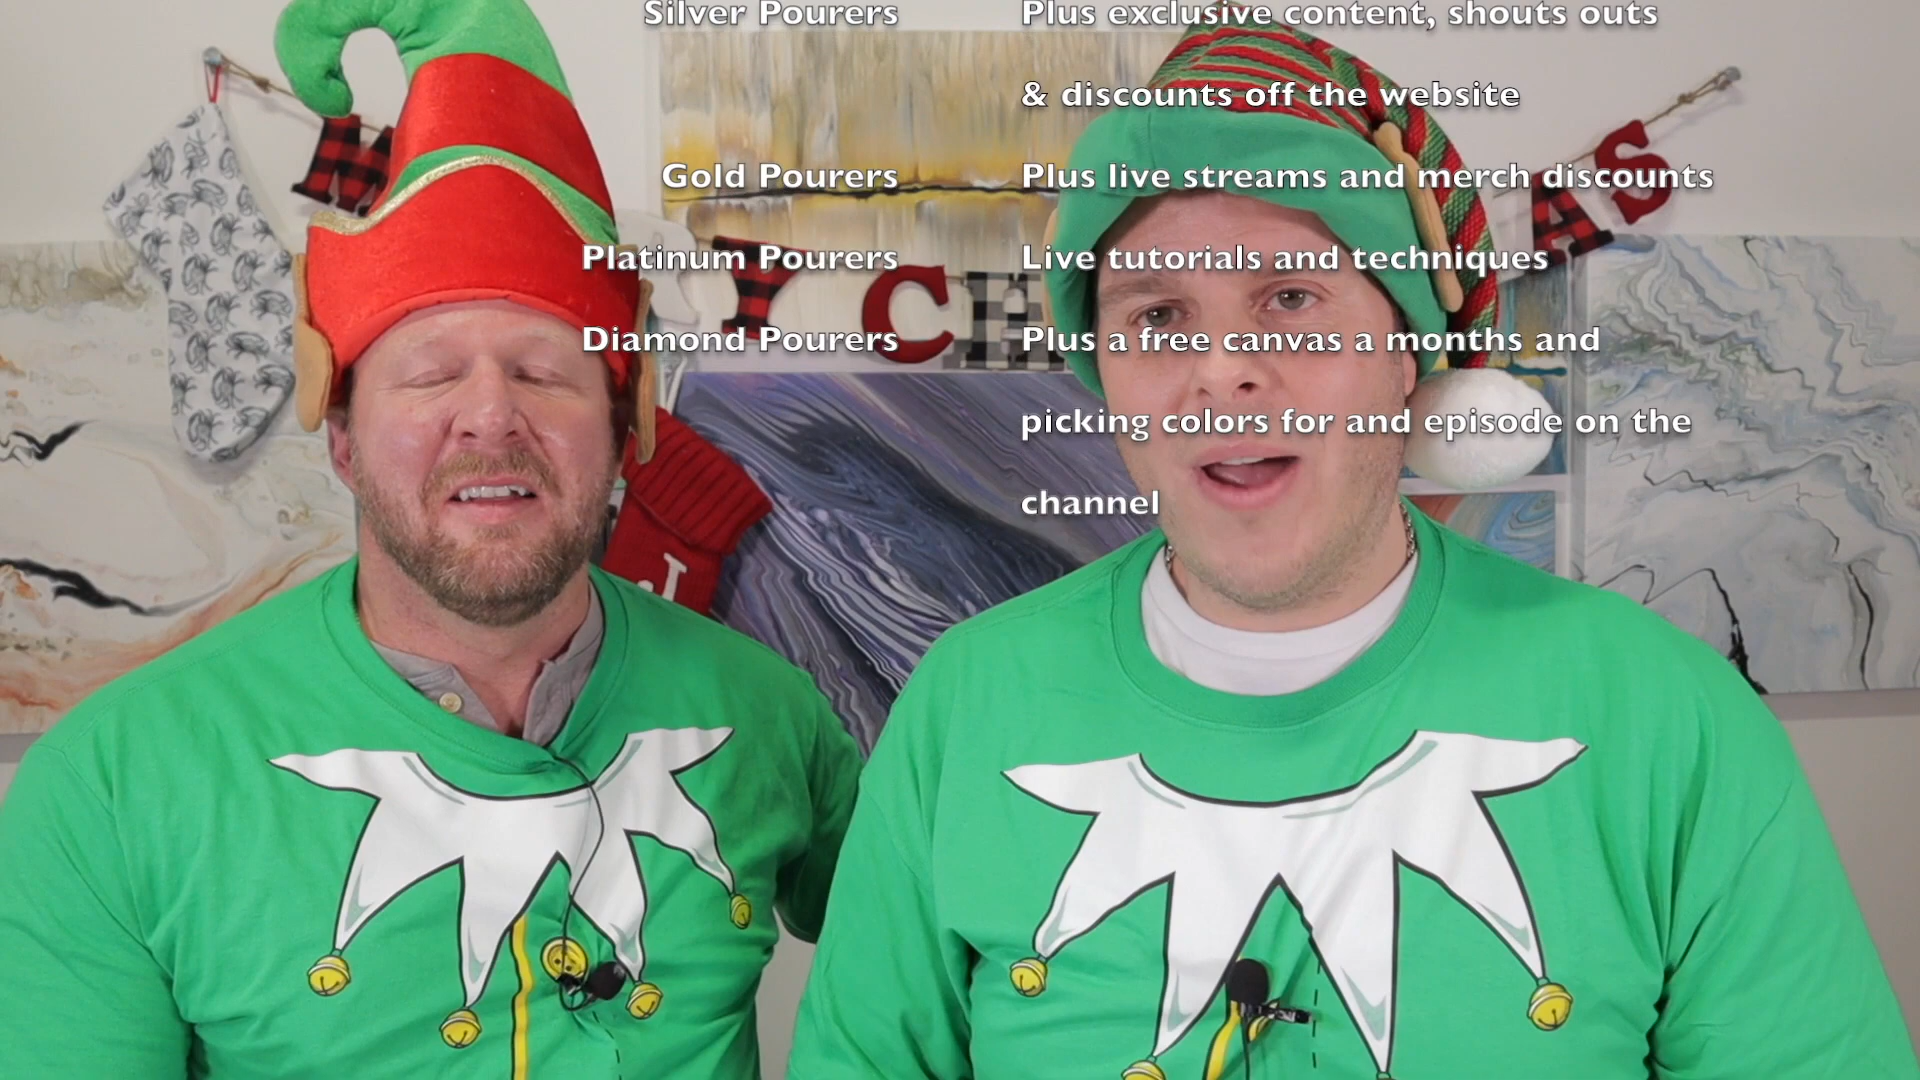 Silver Pourers Plus exclusive content, shouts outs
& discounts off the website
Gold Pourers Plus live streams and merch discounts
Platinum Pourers Live tutorials and techniques
Diamond Pourers Plus a free canvas a months and
picking colors for and episode on the
channel
M
Y CH
AS
J